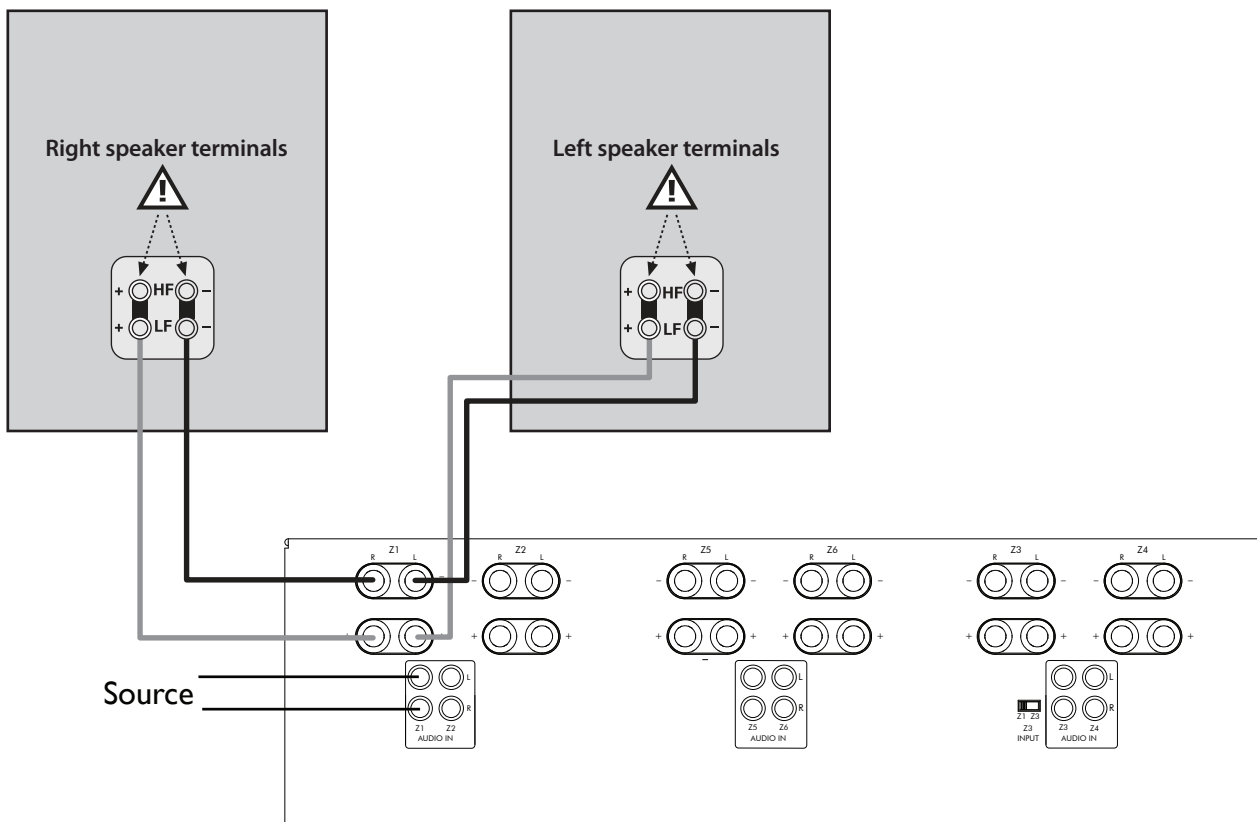 Right speaker terminals
Left speaker terminals
!
!
+ HF –
+ LF –
+ HF –
+ LF –
Z1
Z2
Z5
Z6
Z3
Z4
R L
R L
R L
R L
R L
R L
– – – – – – – –
+ + + + + + + +
–
Source
L
R
Z1 Z2
AUDIO IN
L
R
Z5 Z6
AUDIO IN
Z1 Z3
Z3
INPUT
L
R
Z3 Z4
AUDIO IN